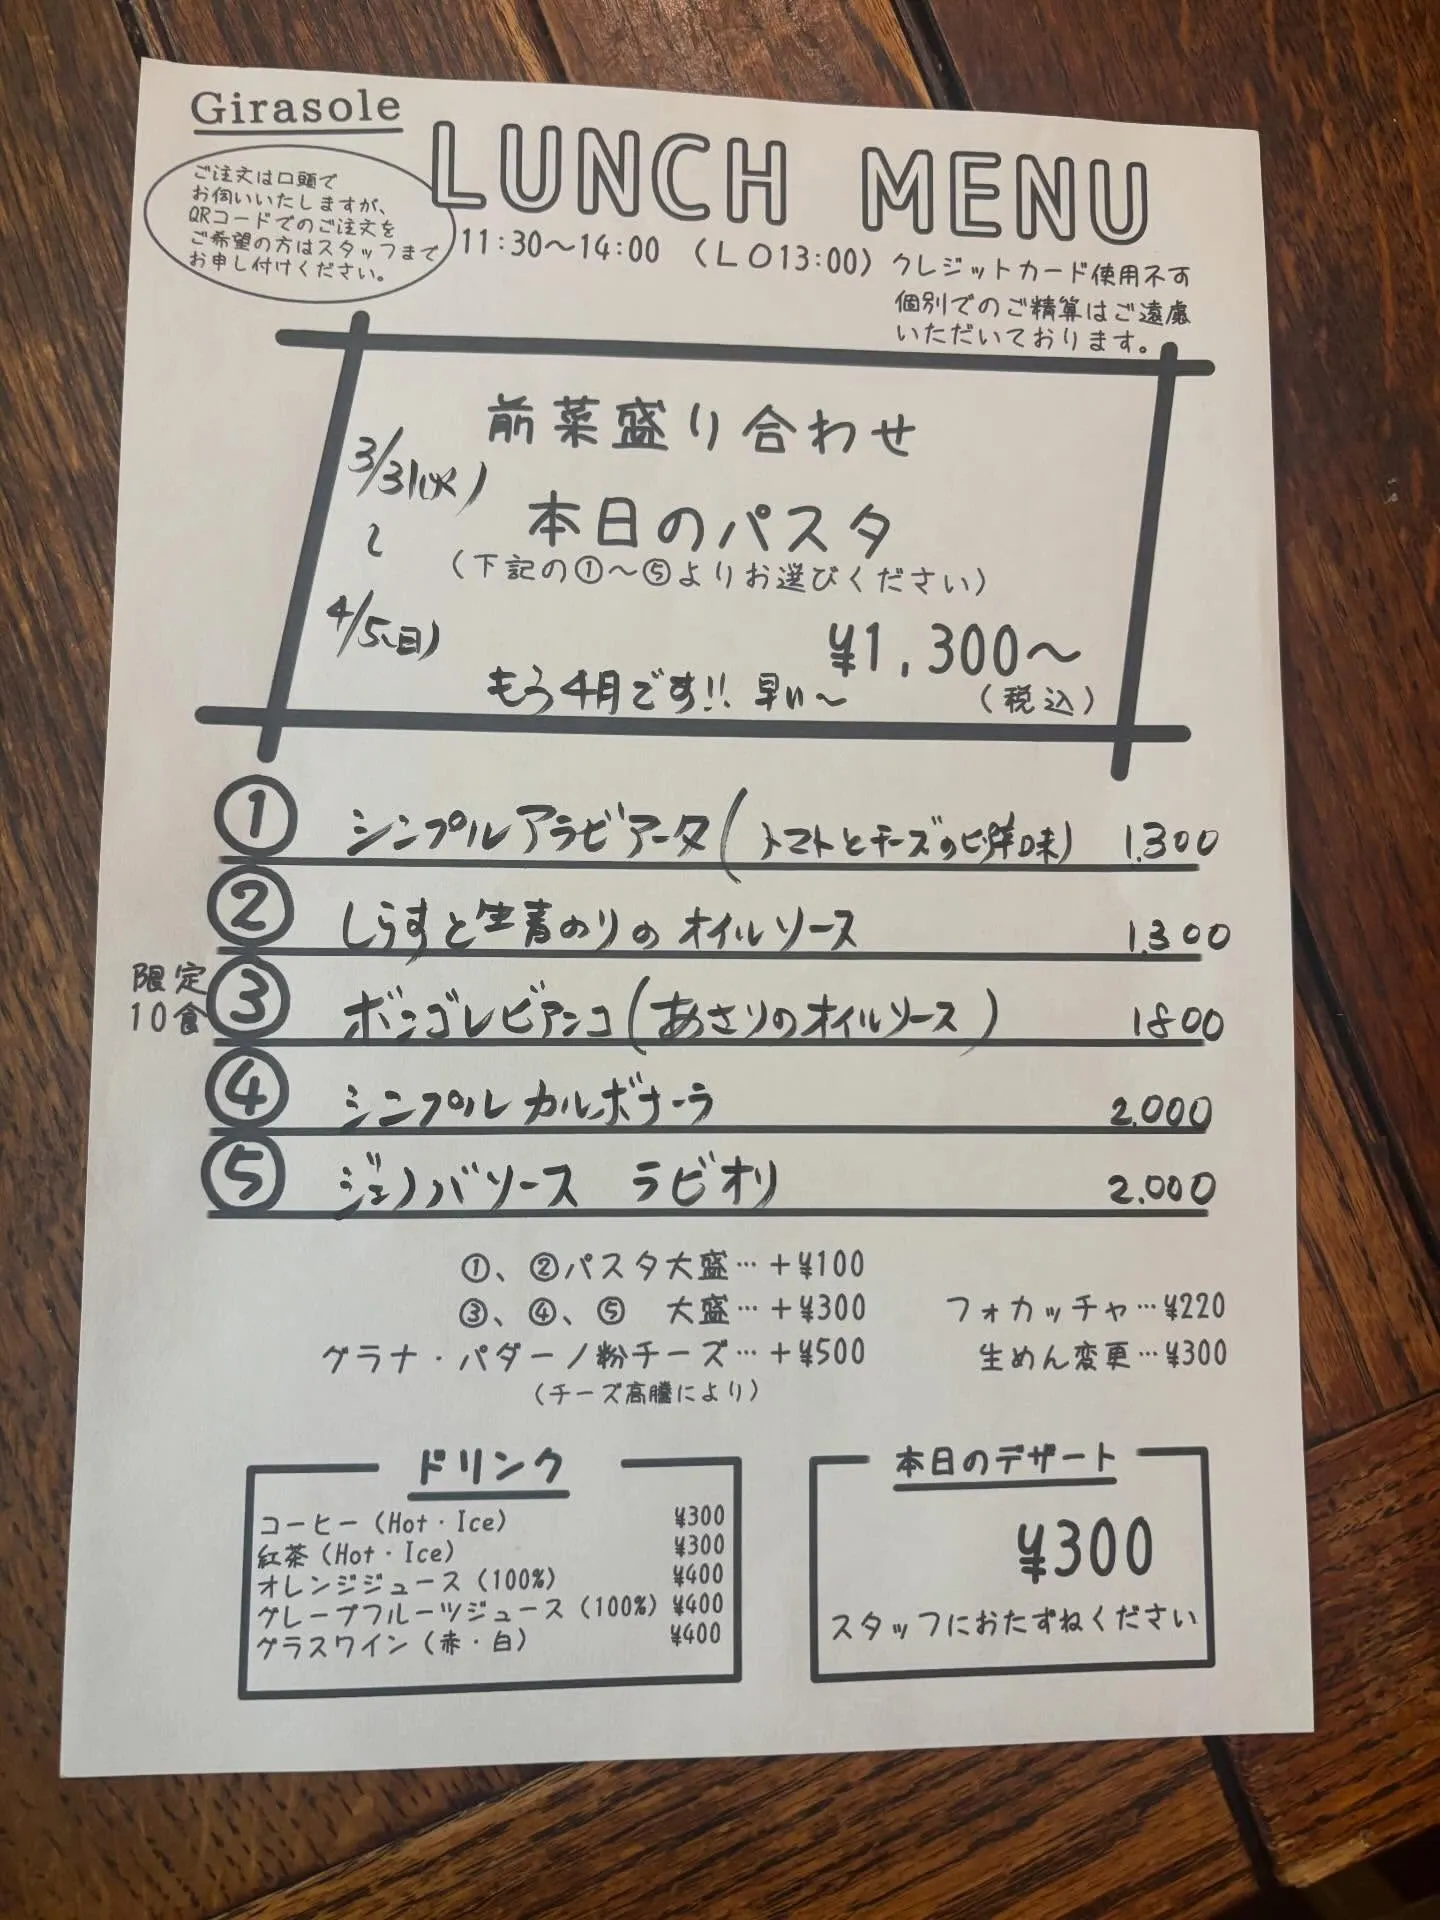 Girasole
LUNCH MENU
ご注文は口頭で
お伺いいたしますが、
QRコードでのご注文を
ご希望の方はスタッフまで
お申し付けください。
11:30～14:00 (LO13:00)
クレジットカード使用不可
個別でのご精算はご遠慮
いただいております。
前菜盛り合わせ
3/31(火)
～
4/5(日)
本日のパスタ
(下記の①～⑤よりお選びください)
¥1,300～
(税込)
もう4月です!! 早い～
① シンプルアラビアータ(トマトとチーズのピリ辛味) 1.300
② しらすと生青のりの オイルソース 1.300
限定
10食
③ ボンゴレビアンコ(あさりのオイルソース) 1800
④ シンプル カルボナーラ 2.000
⑤ ジェノバソース ラビオリ 2.000
①、②パスタ大盛…+¥100
③、④、⑤ 大盛…+¥300
グラナ・パダーノ粉チーズ…+¥500
(チーズ高騰により)
フォカッチャ…¥220
生めん変更…¥300
ドリンク
コーヒー(Hot・Ice) ¥300
紅茶(Hot・Ice) ¥300
オレンジジュース(100%) ¥400
グレープフルーツジュース(100%) ¥400
グラスワイン(赤・白) ¥400
本日のデザート
¥300
スタッフにおたずねください